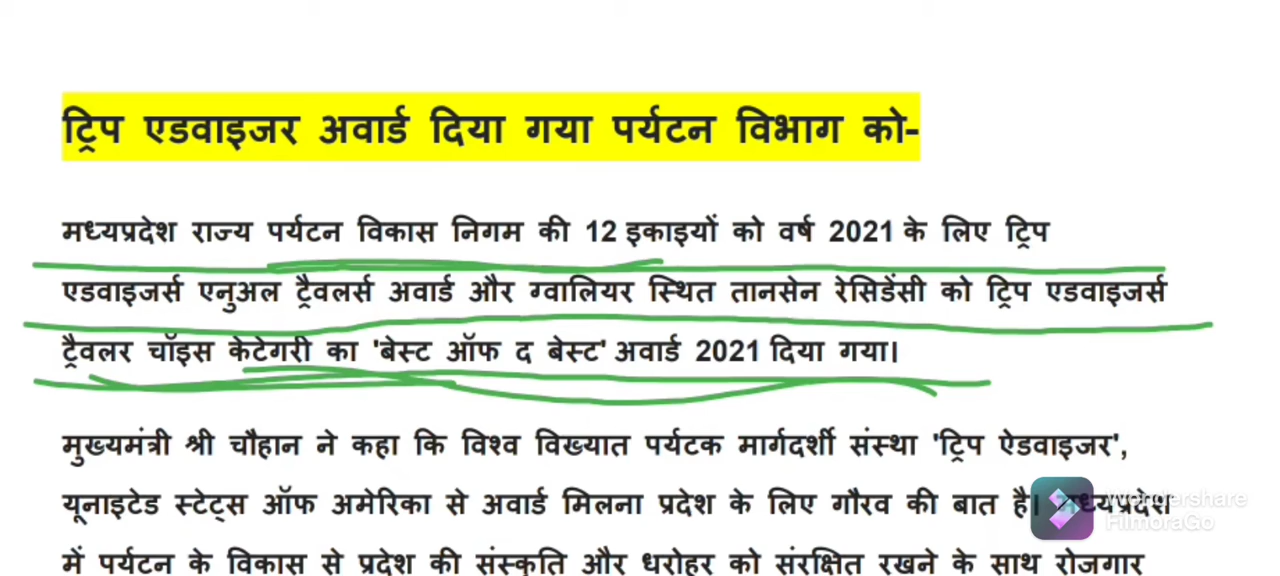 ट्रिप एडवाइजर अवार्ड दिया गया पर्यटन विभाग को-
मध्यप्रदेश राज्य पर्यटन विकास निगम की 12 इकाइयों को वर्ष 2021 के लिए ट्रिप
एडवाइजर्स एनुअल ट्रैवलर्स अवार्ड और ग्वालियर स्थित तानसेन रेसिडेंसी को ट्रिप एडवाइजर्स
ट्रैवलर चॉइस केटेगरी का 'बेस्ट ऑफ द बेस्ट' अवार्ड 2021 दिया गया।
मुख्यमंत्री श्री चौहान ने कहा कि विश्व विख्यात पर्यटक मार्गदर्शी संस्था 'ट्रिप ऐडवाइजर',
यूनाइटेड स्टेट्स ऑफ अमेरिका से अवार्ड मिलना प्रदेश के लिए गौरव की बात है। मध्यप्रदेश
में पर्यटन के विकास से प्रदेश की संस्कृति और धरोहर को संरक्षित रखने के साथ रोजगार
Wondershare
FilmoraGo